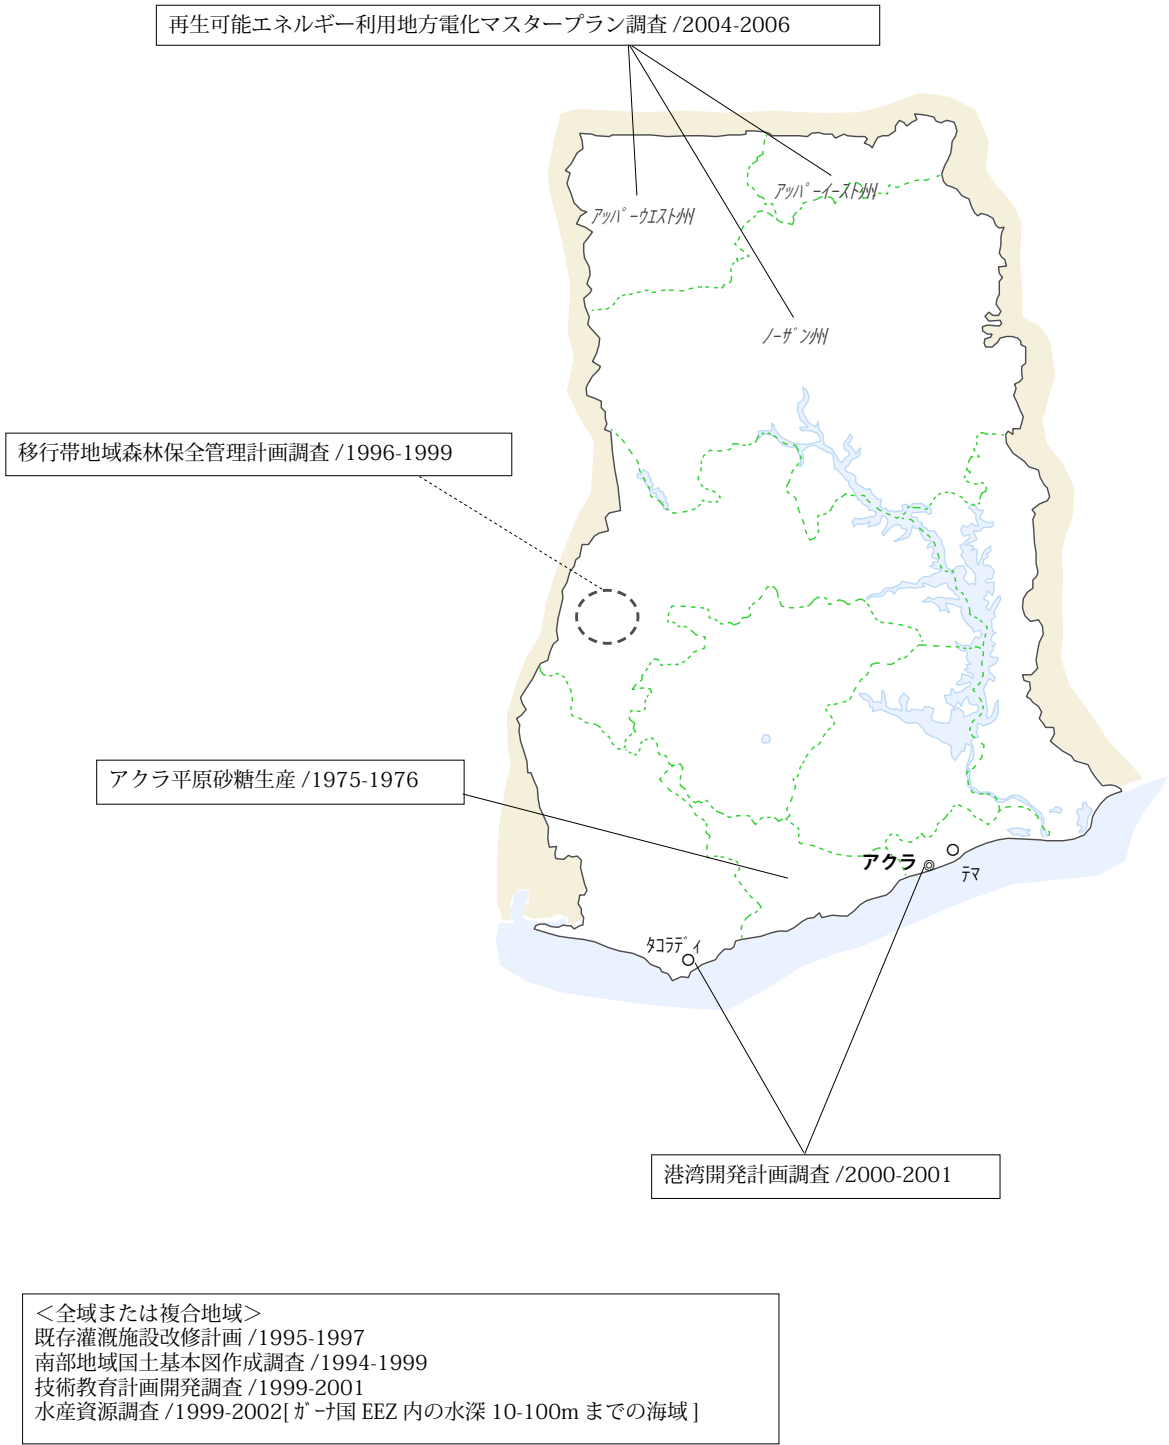 再生可能エネルギー利用地方電化マスタープラン調査 /2004-2006
ｱｯﾊﾟｰｲｰｽﾄ州
ｱｯﾊﾟｰｳｴｽﾄ州
ﾉｰｻﾞﾝ州
移行帯地域森林保全管理計画調査 /1996-1999
アクラ平原砂糖生産 /1975-1976
アクラ
ﾃﾏ
ﾀｺﾗﾃﾞｨ
港湾開発計画調査 /2000-2001
＜全域または複合地域＞
既存灌漑施設改修計画 /1995-1997
南部地域国土基本図作成調査 /1994-1999
技術教育計画開発調査 /1999-2001
水産資源調査 /1999-2002[ ｶﾞｰﾅ国 EEZ 内の水深 10-100m までの海域 ]